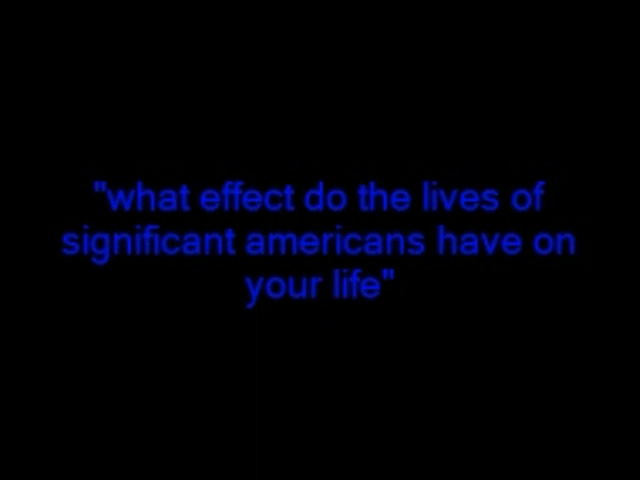 "what effect do the lives of
significant americans have on
your life"